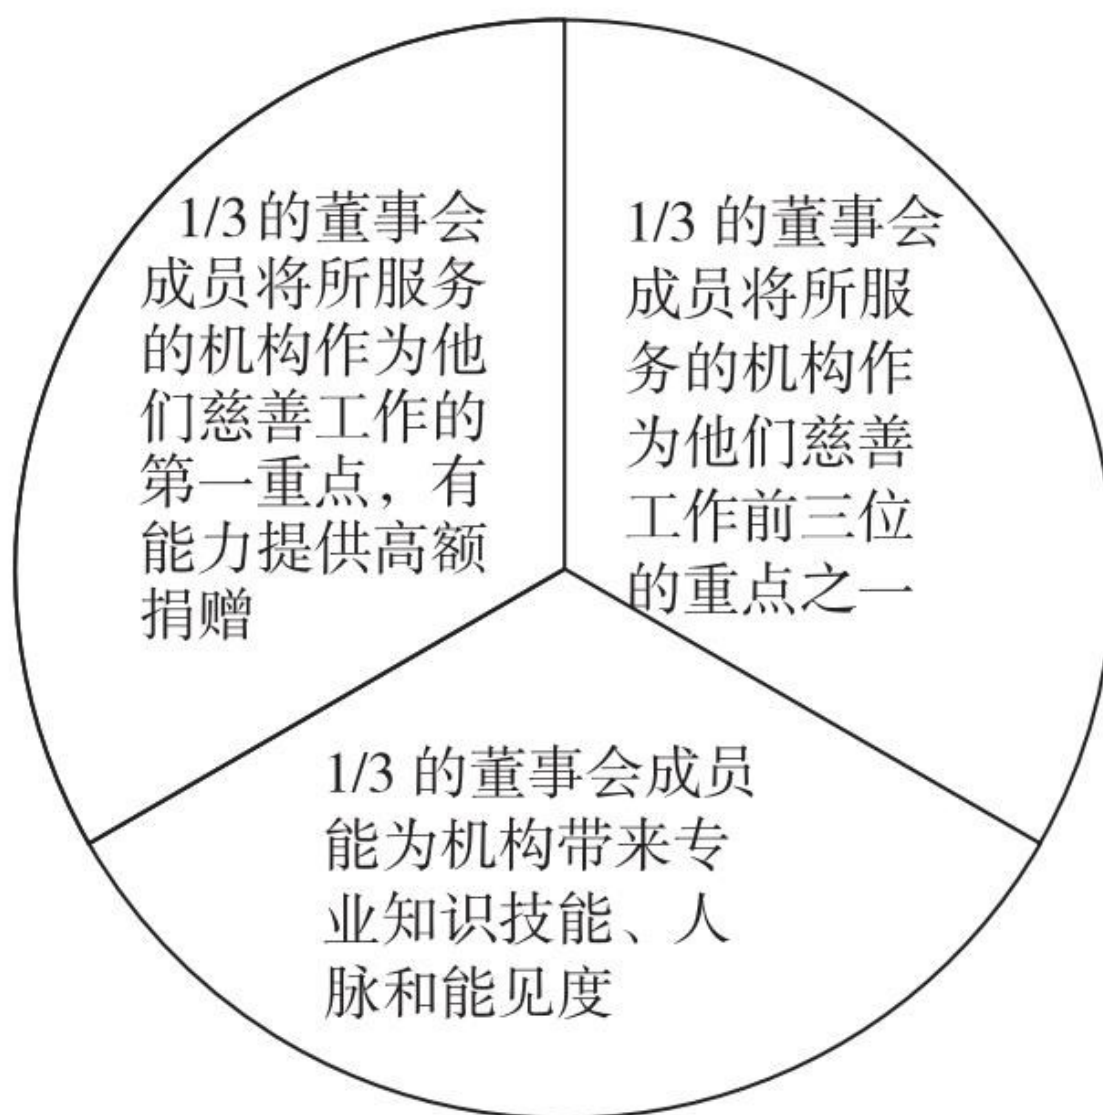 1/3的董事会
成员将所服务
的机构作为他
们慈善工作的
第一重点，有
能力提供高额
捐赠
1/3 的董事会
成员将所服
务的机构作
为他们慈善
工作前三位
的重点之一
1/3 的董事会成员
能为机构带来专
业知识技能、人
脉和能见度